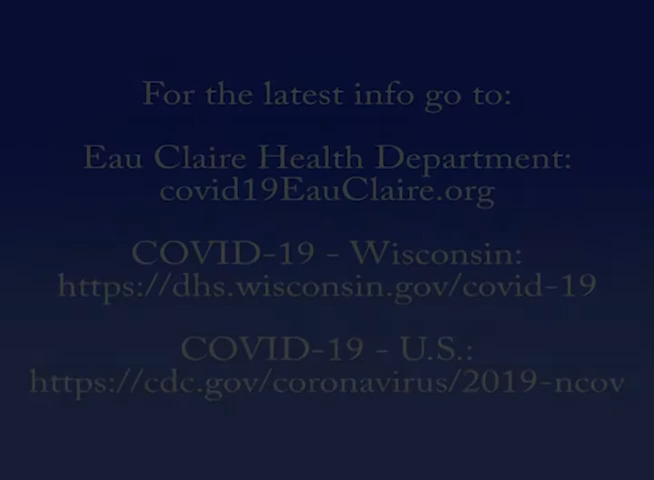 For the latest info go to:
Eau Claire Health Department:
covid19EauClaire.org
COVID-19 - Wisconsin:
https://dhs.wisconsin.gov/covid-19
COVID-19 - U.S.:
https://cdc.gov/coronavirus/2019-ncov